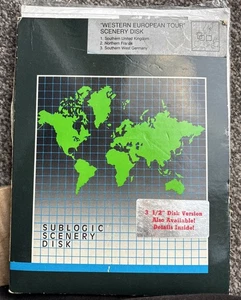 "WESTERN EUROPEAN TOUR"
SCENERY DISK
1. Southern United Kingdom
2. Northern France
3. Southern West Germany
3 1/2" Disk Version
Also Available!
Details Inside!
SUBLOGIC
SCENERY
DISK